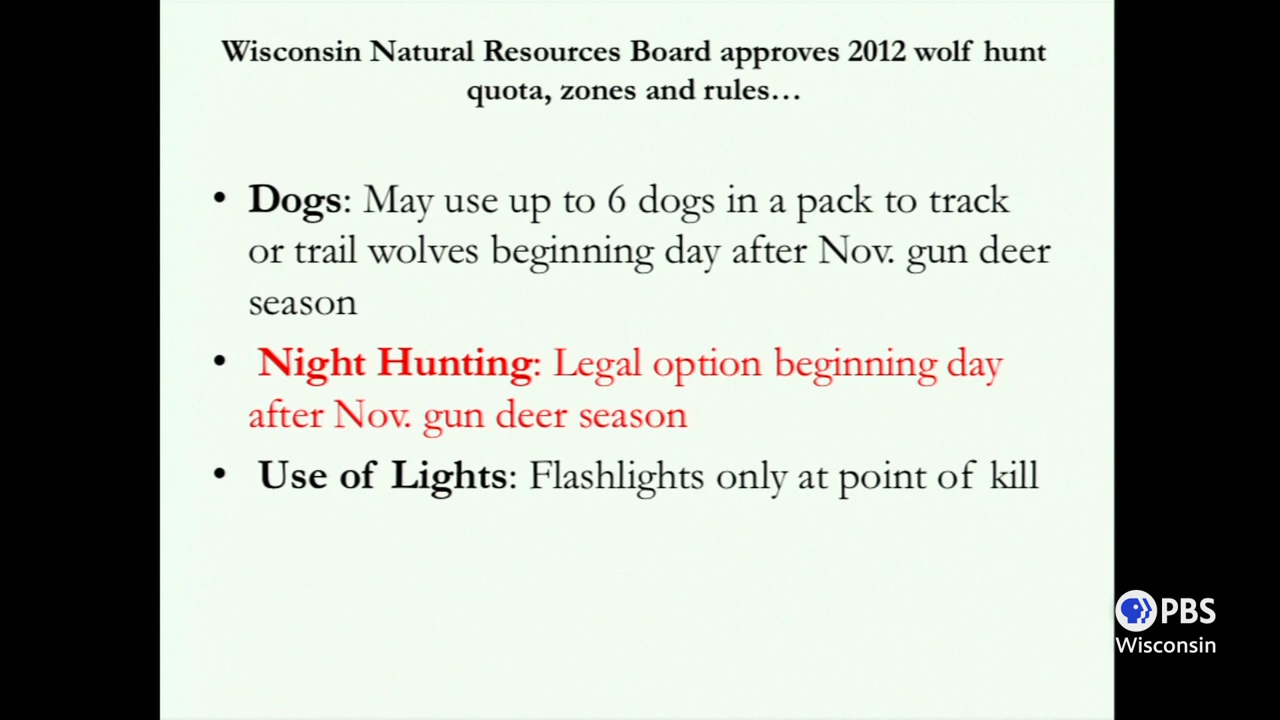 Wisconsin Natural Resources Board approves 2012 wolf hunt
quota, zones and rules…
• Dogs: May use up to 6 dogs in a pack to track
or trail wolves beginning day after Nov. gun deer
season
• Night Hunting: Legal option beginning day
after Nov. gun deer season
• Use of Lights: Flashlights only at point of kill
PBS
Wisconsin